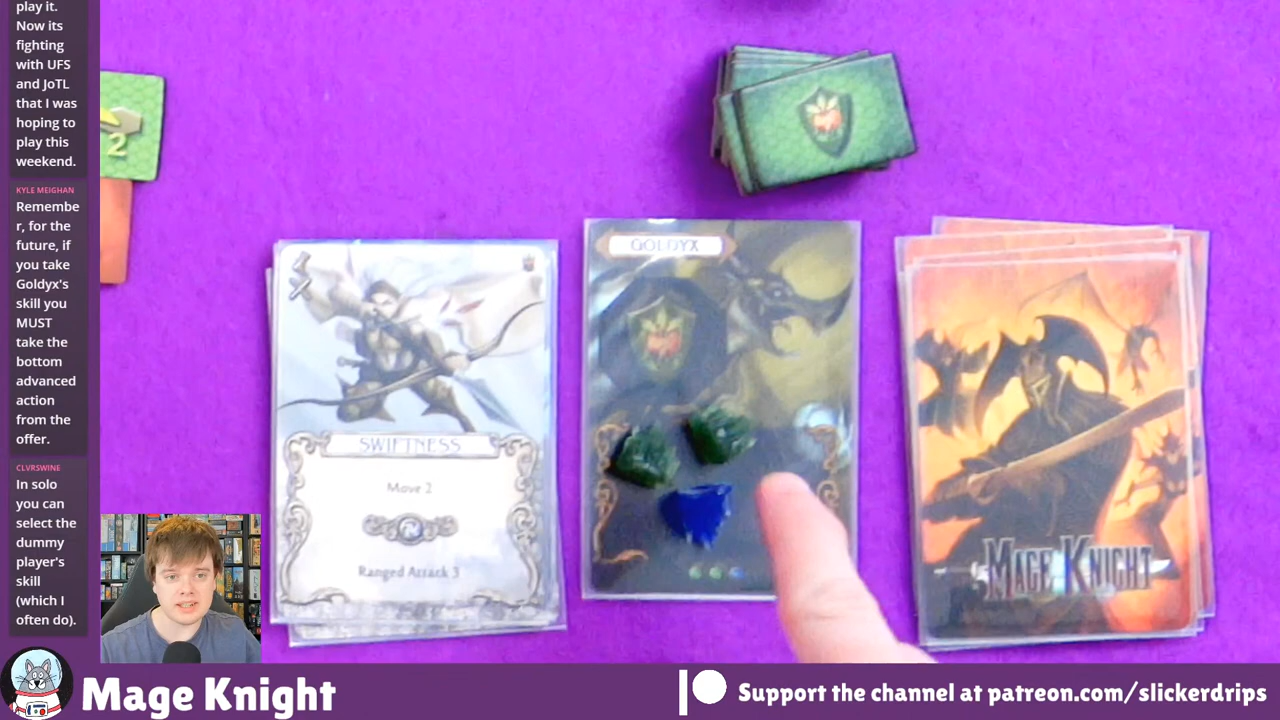 play it.
Now its
fighting
with UFS
and JoTL
that I was
hoping to
play this
weekend.
KYLE MEIGHAN
Remembe
r, for the
future, if
you take
Goldyx's
skill you
MUST
take the
bottom
advanced
action
from the
offer.
CLVRSWINE
In solo
you can
select the
dummy
player's
skill
(which I
often do).
2
SWIFTNESS
Move 2
Ranged Attack 3
GOLDYX
MAGE KNIGHT
Mage Knight
Support the channel at patreon.com/slickerdrips